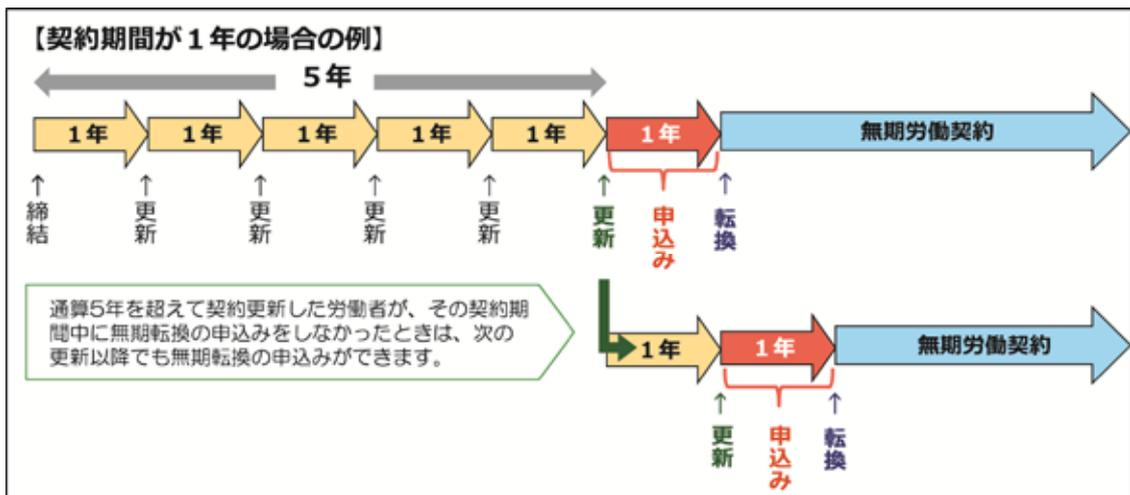 【契約期間が１年の場合の例】
５年
１年 １年 １年 １年 １年 １年 無期労働契約
↑締結 ↑更新 ↑更新 ↑更新 ↑更新 ↑更新 申込み ↑転換
通算5年を超えて契約更新した労働者が、その契約期
間中に無期転換の申込みをしなかったときは、次の
更新以降でも無期転換の申込みができます。
１年 １年 無期労働契約
↑更新 申込み ↑転換